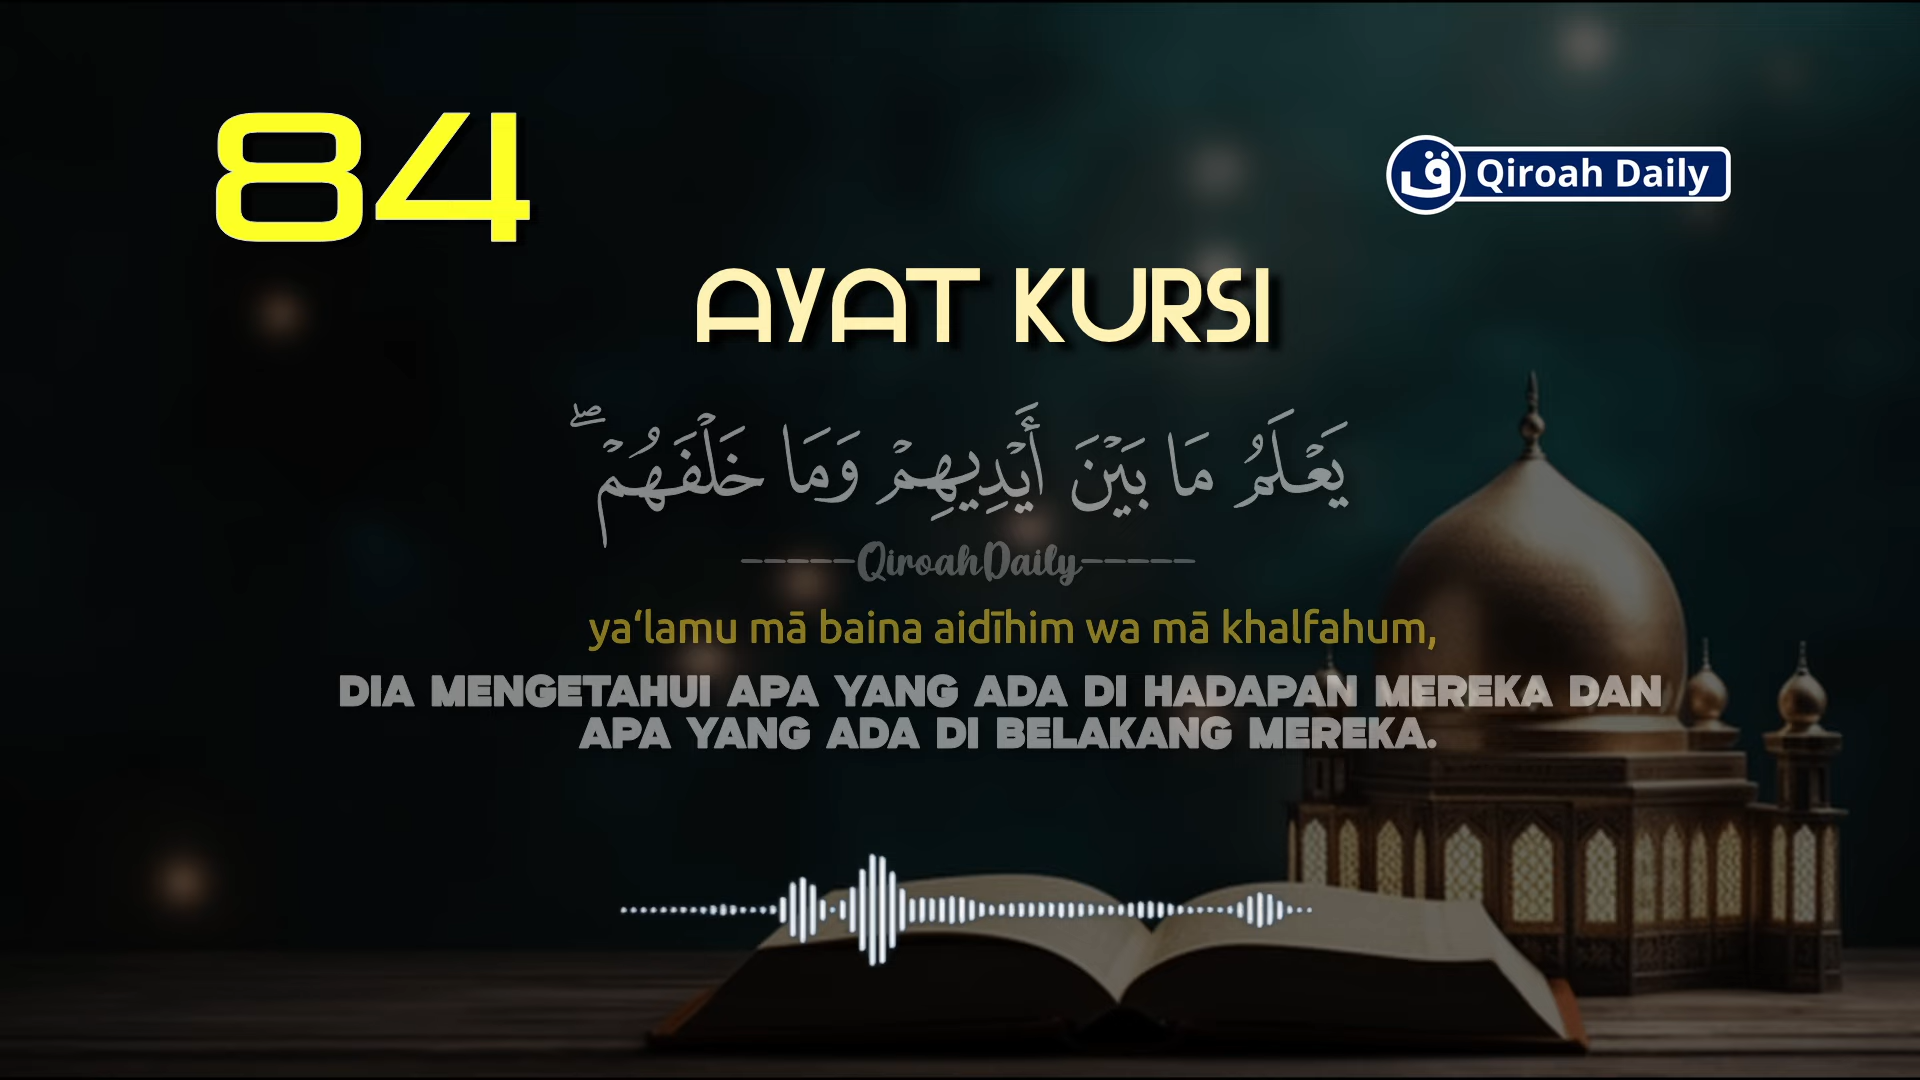 84
ق Qiroah Daily
AYAT KURSI
يَعْلَمُ مَا بَيْنَ أَيْدِيهِمْ وَمَا خَلْفَهُمْ ۖ
-----QiroahDaily-----
ya‘lamu mā baina aidīhim wa mā khalfahum,
DIA MENGETAHUI APA YANG ADA DI HADAPAN MEREKA DAN
APA YANG ADA DI BELAKANG MEREKA.